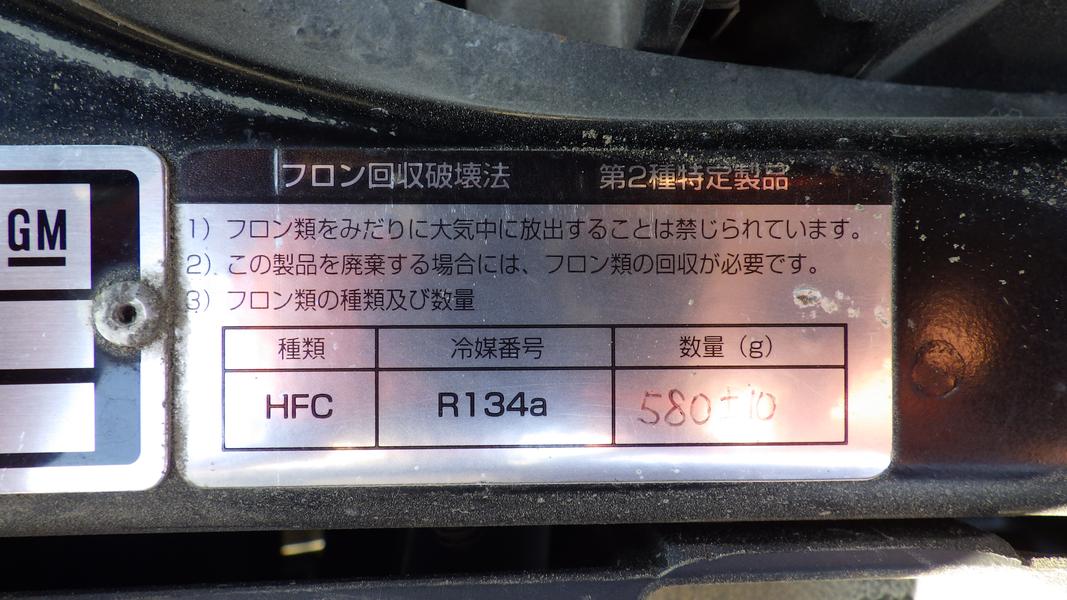 GM
フロン回収破壊法 第2種特定製品
1) フロン類をみだりに大気中に放出することは禁じられています。
2) この製品を廃棄する場合には、フロン類の回収が必要です。
3) フロン類の種類及び数量
種類 冷媒番号 数量（g）
HFC R134a 580±10